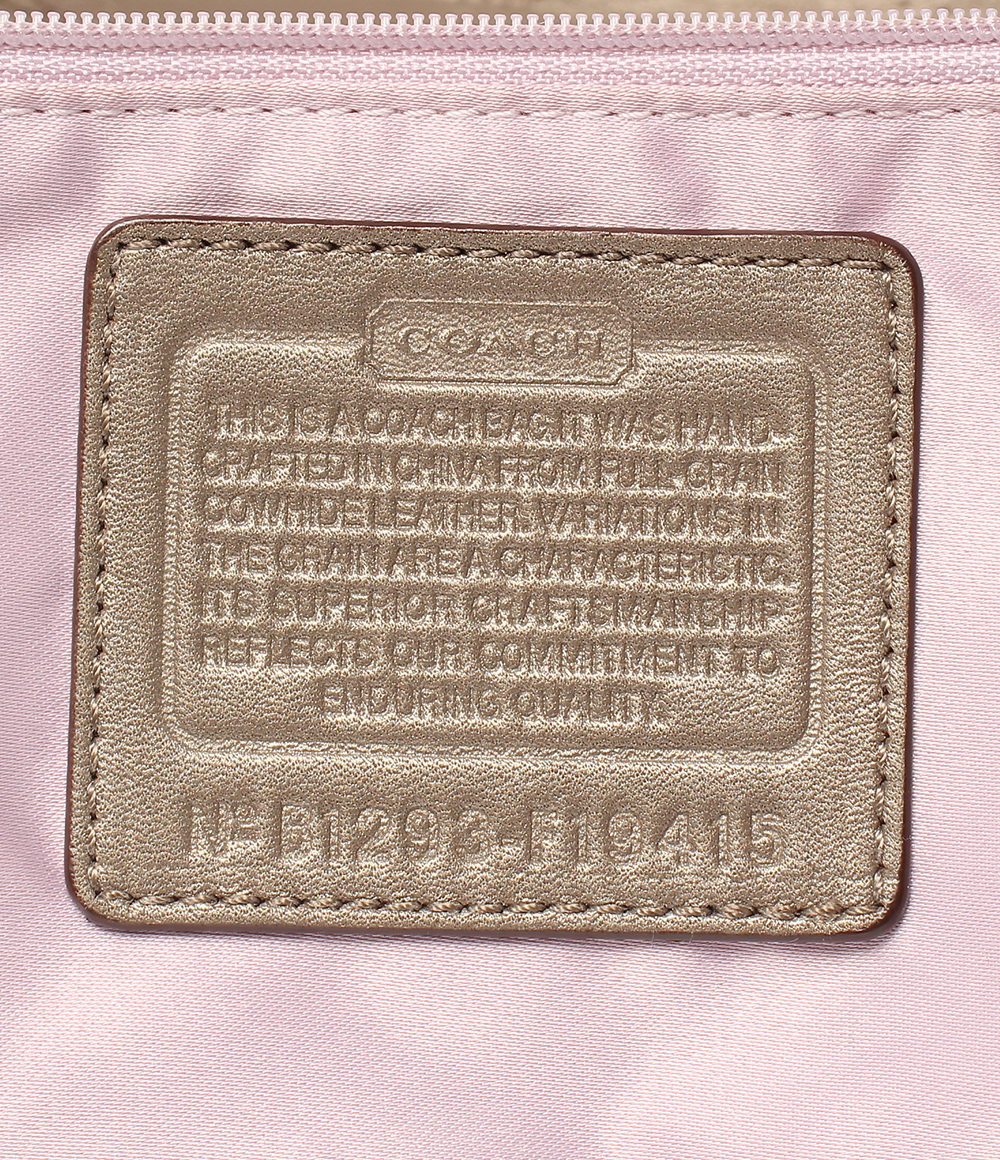 COACH
THIS IS A COACH BAG. IT WAS HAND-
CRAFTED IN CHINA FROM FULL GRAIN
COWHIDE LEATHER. VARIATIONS IN
THE GRAIN ARE A CHARACTERISTIC.
ITS SUPERIOR CRAFTSMANSHIP
REFLECTS OUR COMMITMENT TO
ENDURING QUALITY.
Nº B1293-F19415